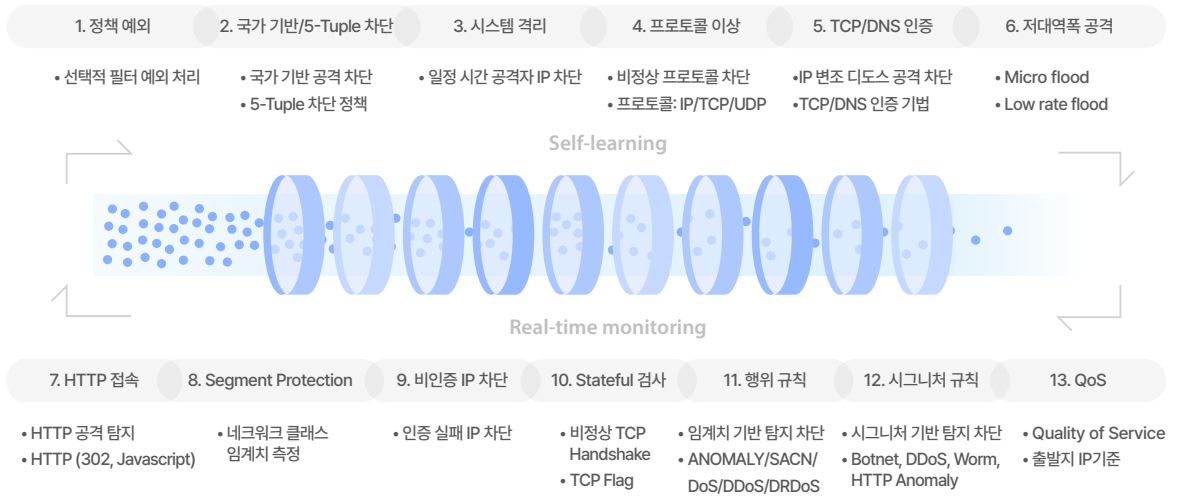 1. 정책 예외
2. 국가 기반/5-Tuple 차단
3. 시스템 격리
4. 프로토콜 이상
5. TCP/DNS 인증
6. 저대역폭 공격
• 선택적 필터 예외 처리
• 국가 기반 공격 차단
• 5-Tuple 차단 정책
• 일정 시간 공격자 IP 차단
• 비정상 프로토콜 차단
• 프로토콜: IP/TCP/UDP
•IP 변조 디도스 공격 차단
•TCP/DNS 인증 기법
• Micro flood
• Low rate flood
Self-learning
Real-time monitoring
7. HTTP 접속
8. Segment Protection
9. 비인증 IP 차단
10. Stateful 검사
11. 행위 규칙
12. 시그니처 규칙
13. QoS
• HTTP 공격 탐지
• HTTP (302, Javascript)
• 네크워크 클래스
임계치 측정
• 인증 실패 IP 차단
• 비정상 TCP
Handshake
• TCP Flag
• 임계치 기반 탐지 차단
• ANOMALY/SACN/
DoS/DDoS/DRDoS
• 시그니처 기반 탐지 차단
• Botnet, DDoS, Worm,
HTTP Anomaly
• Quality of Service
• 출발지 IP기준